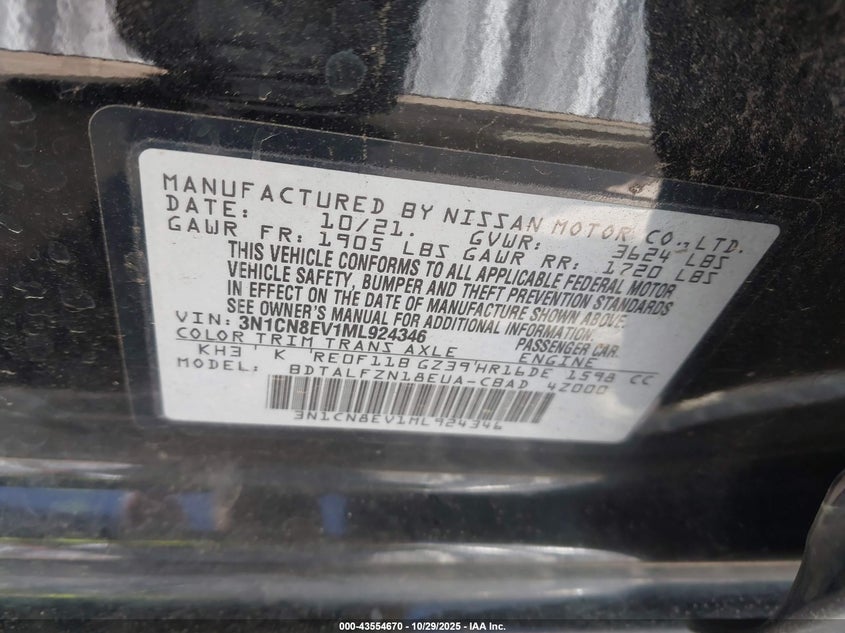 MANUFACTURED BY NISSAN MOTOR CO.,LTD.
DATE: 10/21. GVWR: 3624 LBS
GAWR FR: 1905 LBS GAWR RR: 1720 LBS
THIS VEHICLE CONFORMS TO ALL APPLICABLE FEDERAL MOTOR
VEHICLE SAFETY, BUMPER AND THEFT PREVENTION STANDARDS
IN EFFECT ON THE DATE OF MANUFACTURE SHOWN ABOVE.
SEE OWNER'S MANUAL FOR ADDITIONAL INFORMATION
VIN: 3N1CN8EV1ML924346 PASSENGER CAR
COLOR TRIM TRANS AXLE ENGINE
KH3 K RE0F11B GZ39 HR16DE 1598 CC
MODEL: BDTALFZN18EUA-CBAD 4Z000
3N1CN8EV1ML924346
000-43554670 | 10/29/2025 - IAA Inc.